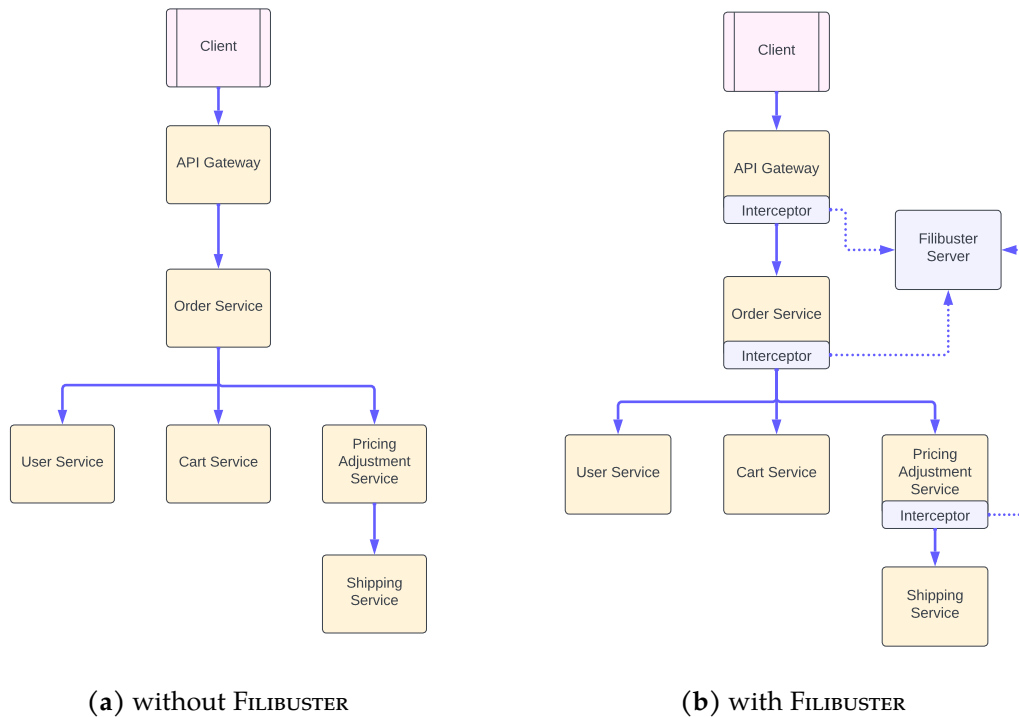 Client
API Gateway
Order Service
User Service
Cart Service
Pricing
Adjustment
Service
Shipping
Service
(a) without FILIBUSTER
Client
API Gateway
Interceptor
Filibuster
Server
Order Service
Interceptor
User Service
Cart Service
Pricing
Adjustment
Service
Interceptor
Shipping
Service
(b) with FILIBUSTER